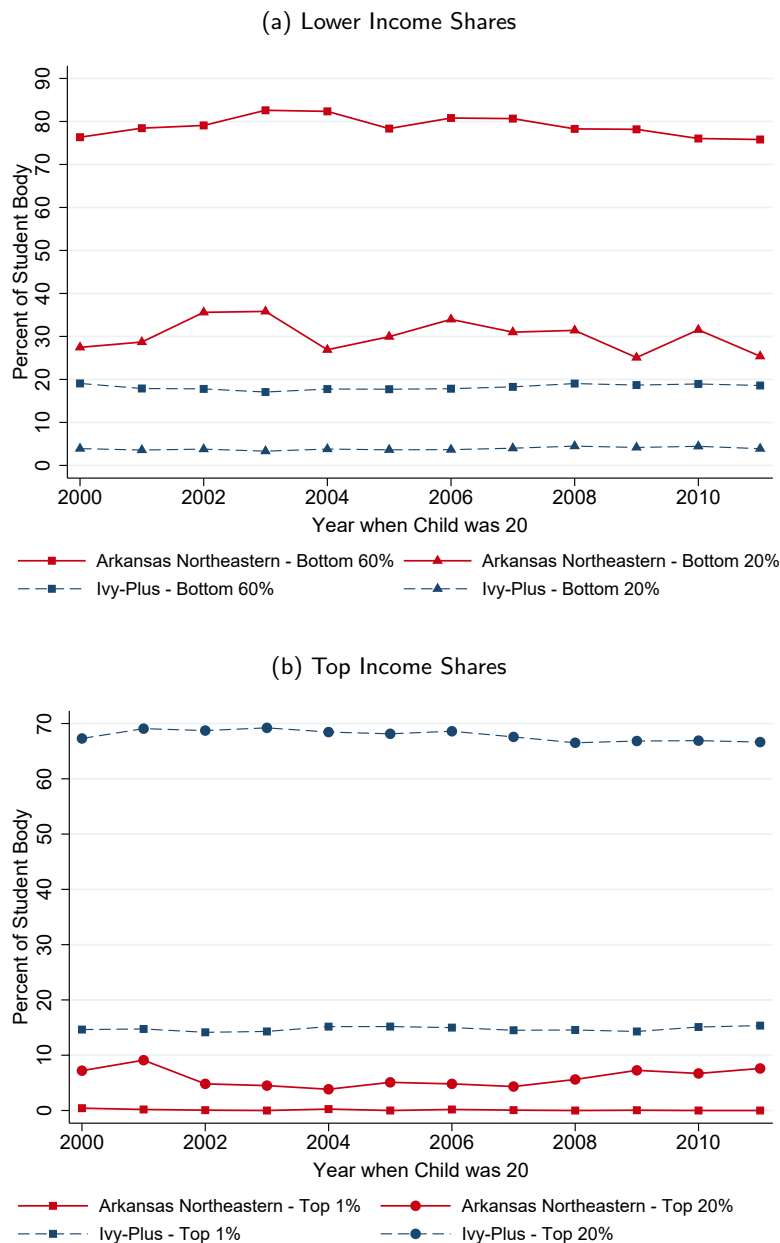 (a) Lower Income Shares
90
80
70
60
50
40
30
20
10
0
Percent of Student Body
2000 2002 2004 2006 2008 2010
Year when Child was 20
Arkansas Northeastern - Bottom 60% Arkansas Northeastern - Bottom 20%
Ivy-Plus - Bottom 60% Ivy-Plus - Bottom 20%
(b) Top Income Shares
70
60
50
40
30
20
10
0
Percent of Student Body
2000 2002 2004 2006 2008 2010
Year when Child was 20
Arkansas Northeastern - Top 1% Arkansas Northeastern - Top 20%
Ivy-Plus - Top 1% Ivy-Plus - Top 20%